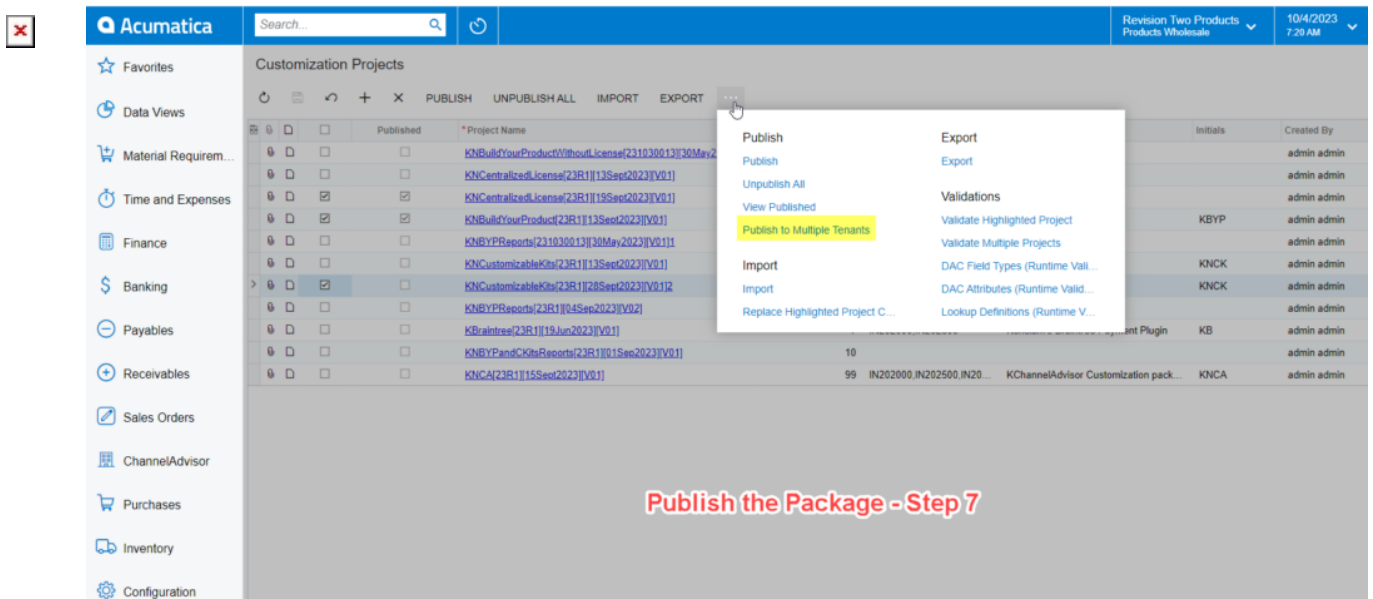 Acumatica
Search...
Revision Two Products
Products Wholesale
10/4/2023
7:20 AM
Favorites
Data Views
Material Requirem...
Time and Expenses
Finance
Banking
Payables
Receivables
Sales Orders
ChannelAdvisor
Purchases
Inventory
Configuration
Customization Projects
PUBLISH UNPUBLISH ALL IMPORT EXPORT ...
Published *Project Name Initials Created By
KNBuildYourProductWithoutLicense[231030013][30May2 admin admin
KNCentralizedLicense[23R1][13Sept2023][V01] admin admin
KNCentralizedLicense[23R1][19Sept2023][V01] admin admin
KNBuildYourProduct[23R1][13Sept2023][V01] KBYP admin admin
KNBYPReports[231030013][30May2023][V01]1 admin admin
KNCustomizableKits[23R1][13Sept2023][V01] KNCK admin admin
KNCustomizableKits[23R1][28Sept2023][V01]2 KNCK admin admin
KNBYPReports[23R1][04Sep2023][V02] admin admin
KBraintree[23R1][19Jun2023][V01] KB admin admin
KNBYPandCKitsReports[23R1][01Sep2023][V01] 10 admin admin
KNCA[23R1][15Sept2023][V01] 99 IN202000,IN202500,IN20... KChannelAdvisor Customization pack... KNCA admin admin
Publish
Publish
Unpublish All
View Published
Publish to Multiple Tenants
Import
Import
Replace Highlighted Project C...
Export
Export
Validations
Validate Highlighted Project
Validate Multiple Projects
DAC Field Types (Runtime Vali...
DAC Attributes (Runtime Valid...
Lookup Definitions (Runtime V...
Publish the Package - Step 7